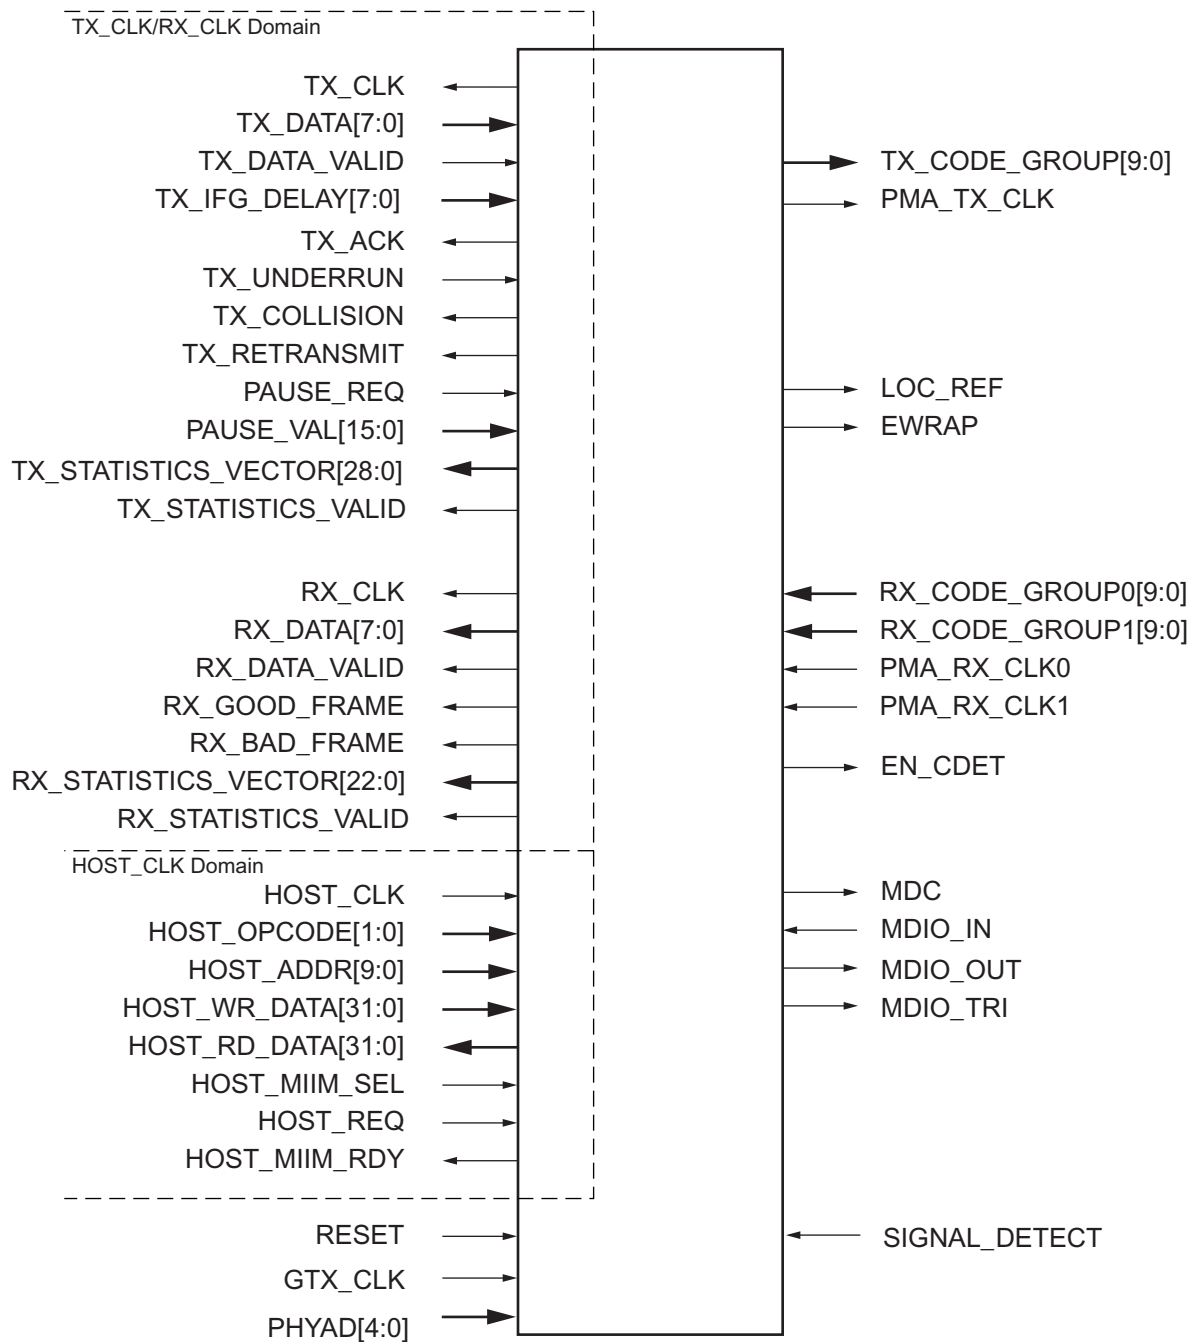 TX_CLK/RX_CLK Domain
TX_CLK
TX_DATA[7:0]
TX_DATA_VALID
TX_IFG_DELAY[7:0]
TX_ACK
TX_UNDERRUN
TX_COLLISION
TX_RETRANSMIT
PAUSE_REQ
PAUSE_VAL[15:0]
TX_STATISTICS_VECTOR[28:0]
TX_STATISTICS_VALID
RX_CLK
RX_DATA[7:0]
RX_DATA_VALID
RX_GOOD_FRAME
RX_BAD_FRAME
RX_STATISTICS_VECTOR[22:0]
RX_STATISTICS_VALID
HOST_CLK Domain
HOST_CLK
HOST_OPCODE[1:0]
HOST_ADDR[9:0]
HOST_WR_DATA[31:0]
HOST_RD_DATA[31:0]
HOST_MIIM_SEL
HOST_REQ
HOST_MIIM_RDY
RESET
GTX_CLK
PHYAD[4:0]
TX_CODE_GROUP[9:0]
PMA_TX_CLK
LOC_REF
EWRAP
RX_CODE_GROUP0[9:0]
RX_CODE_GROUP1[9:0]
PMA_RX_CLK0
PMA_RX_CLK1
EN_CDET
MDC
MDIO_IN
MDIO_OUT
MDIO_TRI
SIGNAL_DETECT